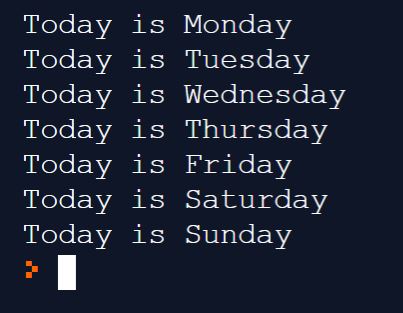 Today is Monday
Today is Tuesday
Today is Wednesday
Today is Thursday
Today is Friday
Today is Saturday
Today is Sunday
>